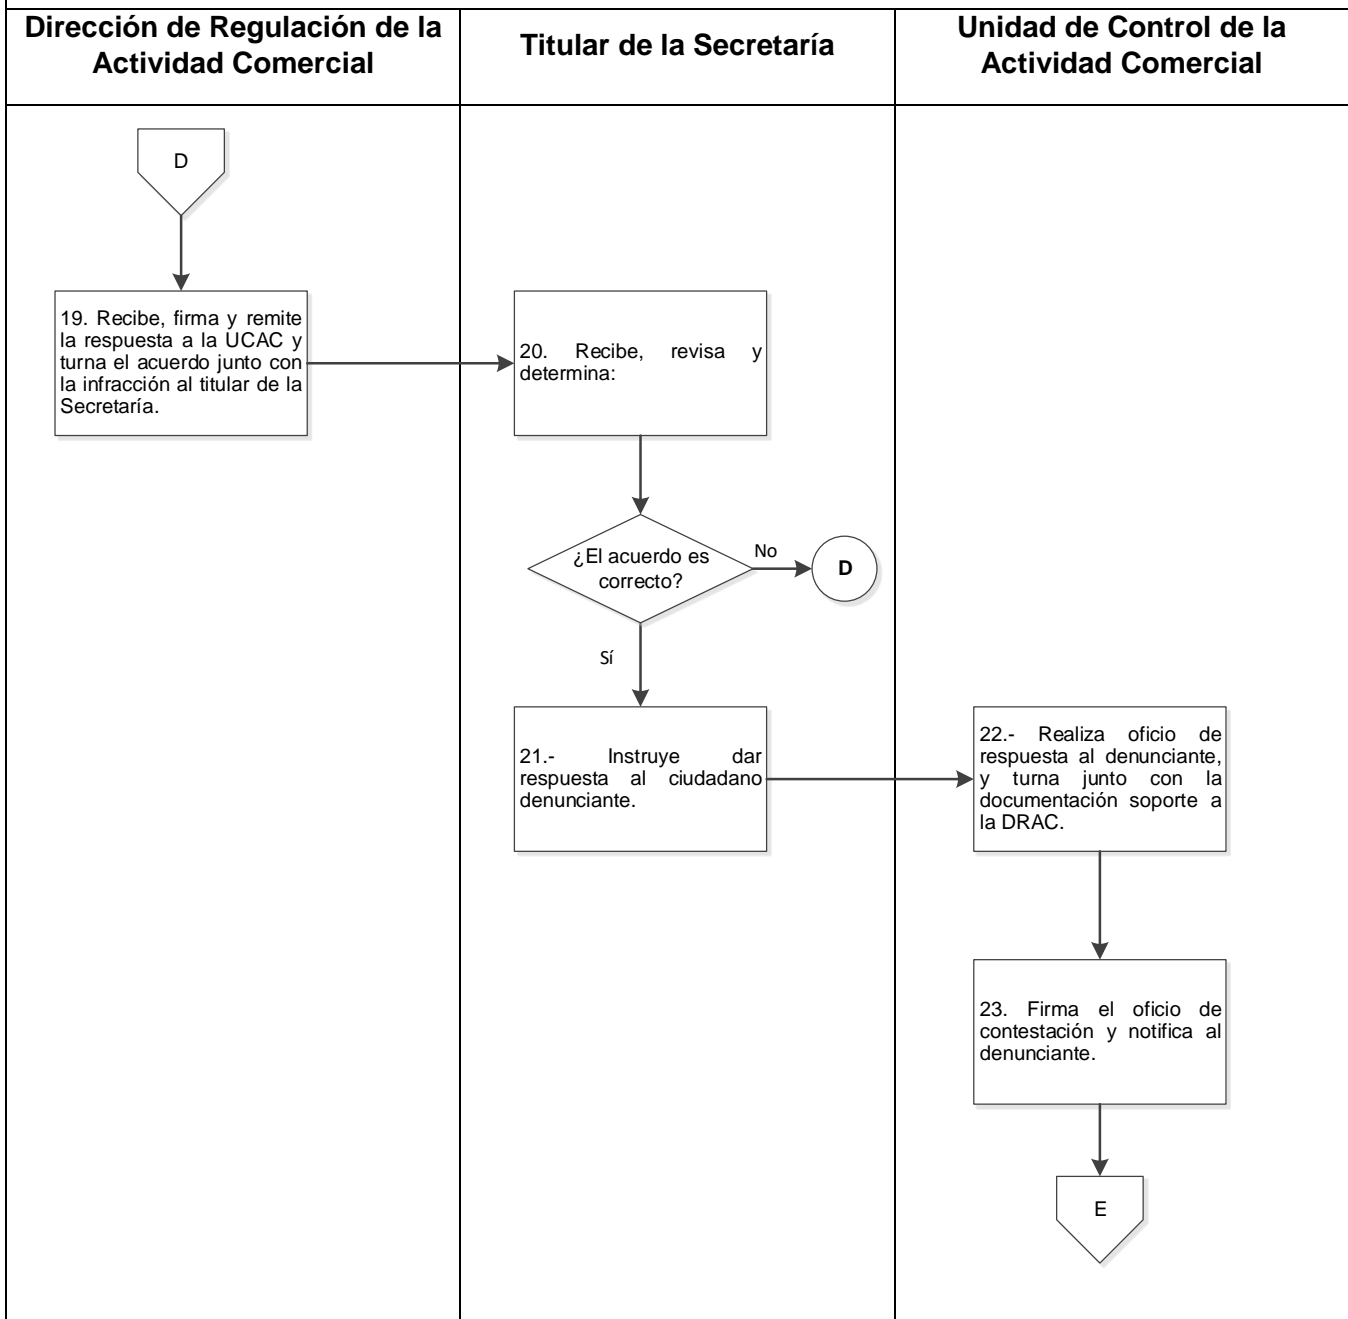 Dirección de Regulación de la
Actividad Comercial
Titular de la Secretaría
Unidad de Control de la
Actividad Comercial
D
19. Recibe, firma y remite
la respuesta a la UCAC y
turna el acuerdo junto con
la infracción al titular de la
Secretaría.
20. Recibe, revisa y
determina:
¿El acuerdo es
correcto?
No
D
Sí
21.- Instruye dar
respuesta al ciudadano
denunciante.
22.- Realiza oficio de
respuesta al denunciante,
y turna junto con la
documentación soporte a
la DRAC.
23. Firma el oficio de
contestación y notifica al
denunciante.
E